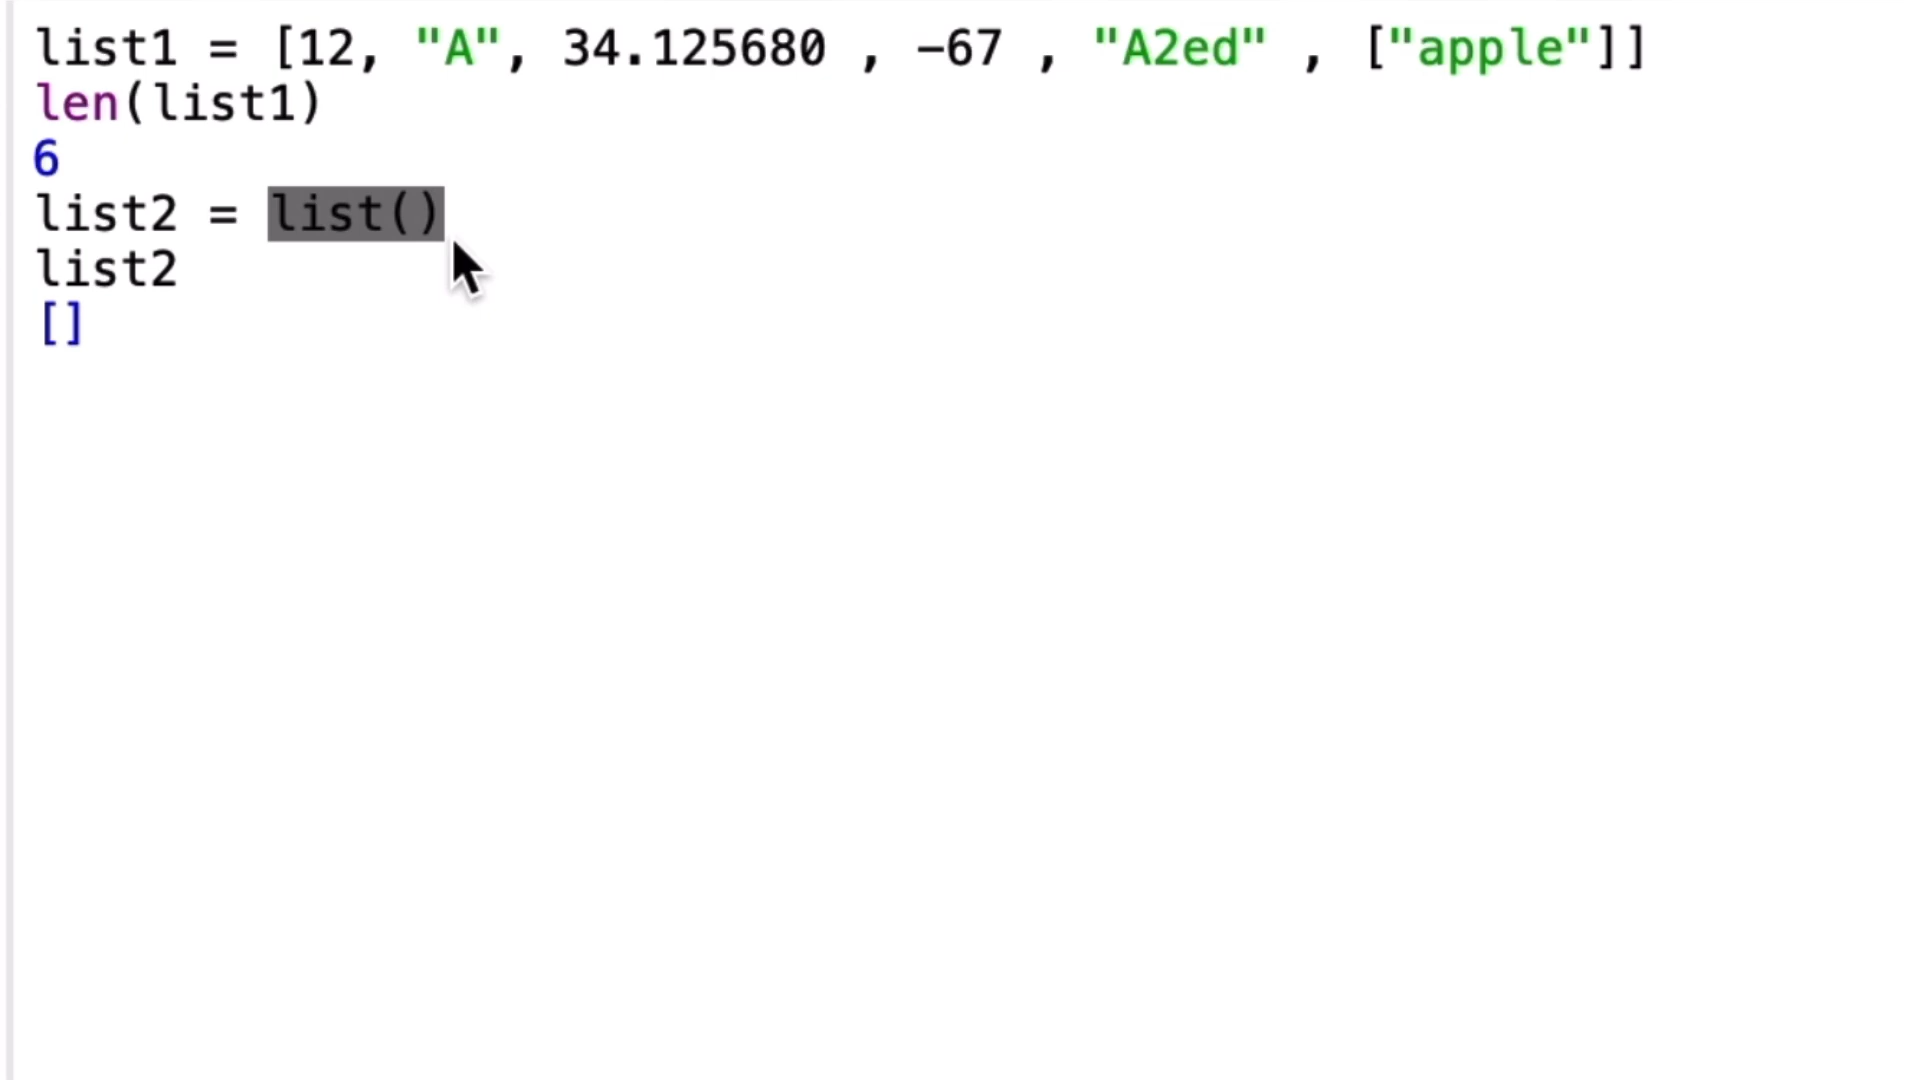 list1 = [12, "A", 34.125680 , -67 , "A2ed" , ["apple"]]
len(list1)
6
list2 = list()
list2
[]